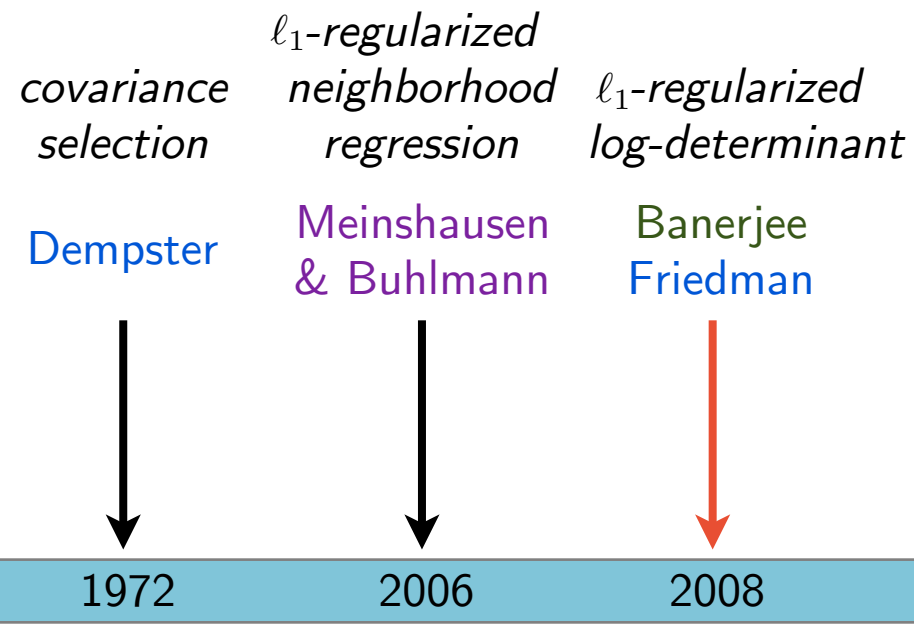 covariance
selection
Dempster
1972
ℓ₁-regularized
neighborhood
regression
Meinshausen
& Buhlmann
2006
ℓ₁-regularized
log-determinant
Banerjee
Friedman
2008